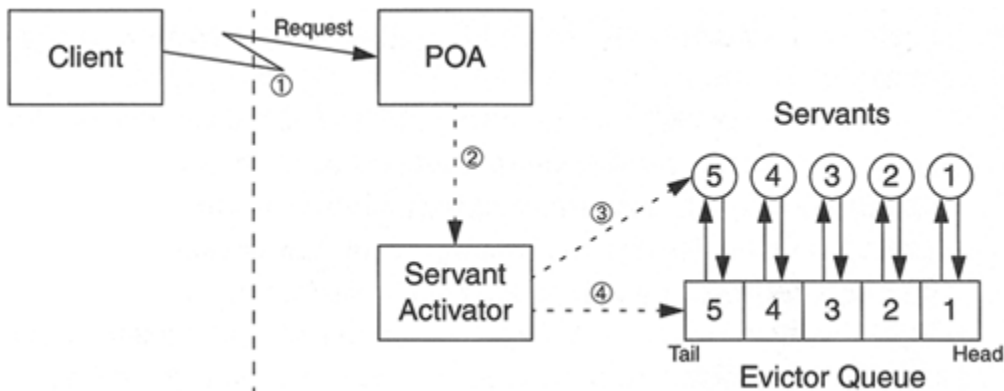 Client
Request
①
POA
②
Servants
5 4 3 2 1
③
Servant
Activator
④
5 4 3 2 1
Tail
Head
Evictor Queue